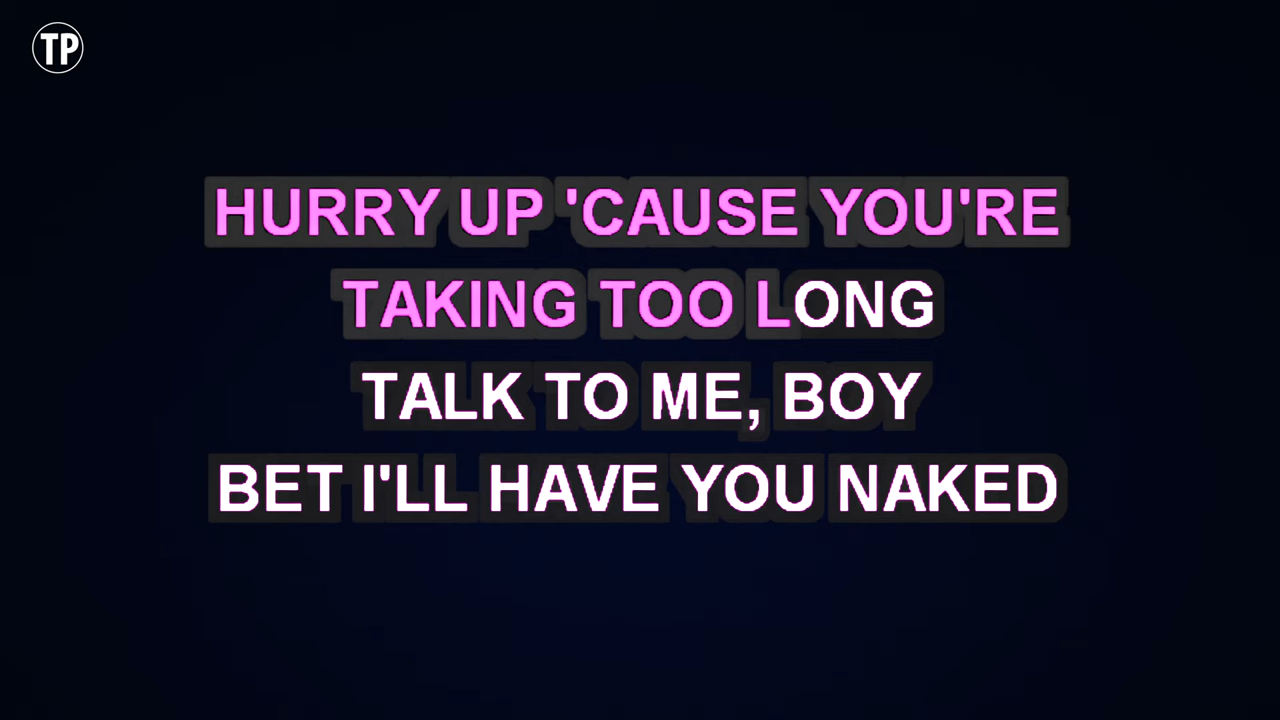 TP
HURRY UP 'CAUSE YOU'RE
TAKING TOO LONG
TALK TO ME, BOY
BET I'LL HAVE YOU NAKED